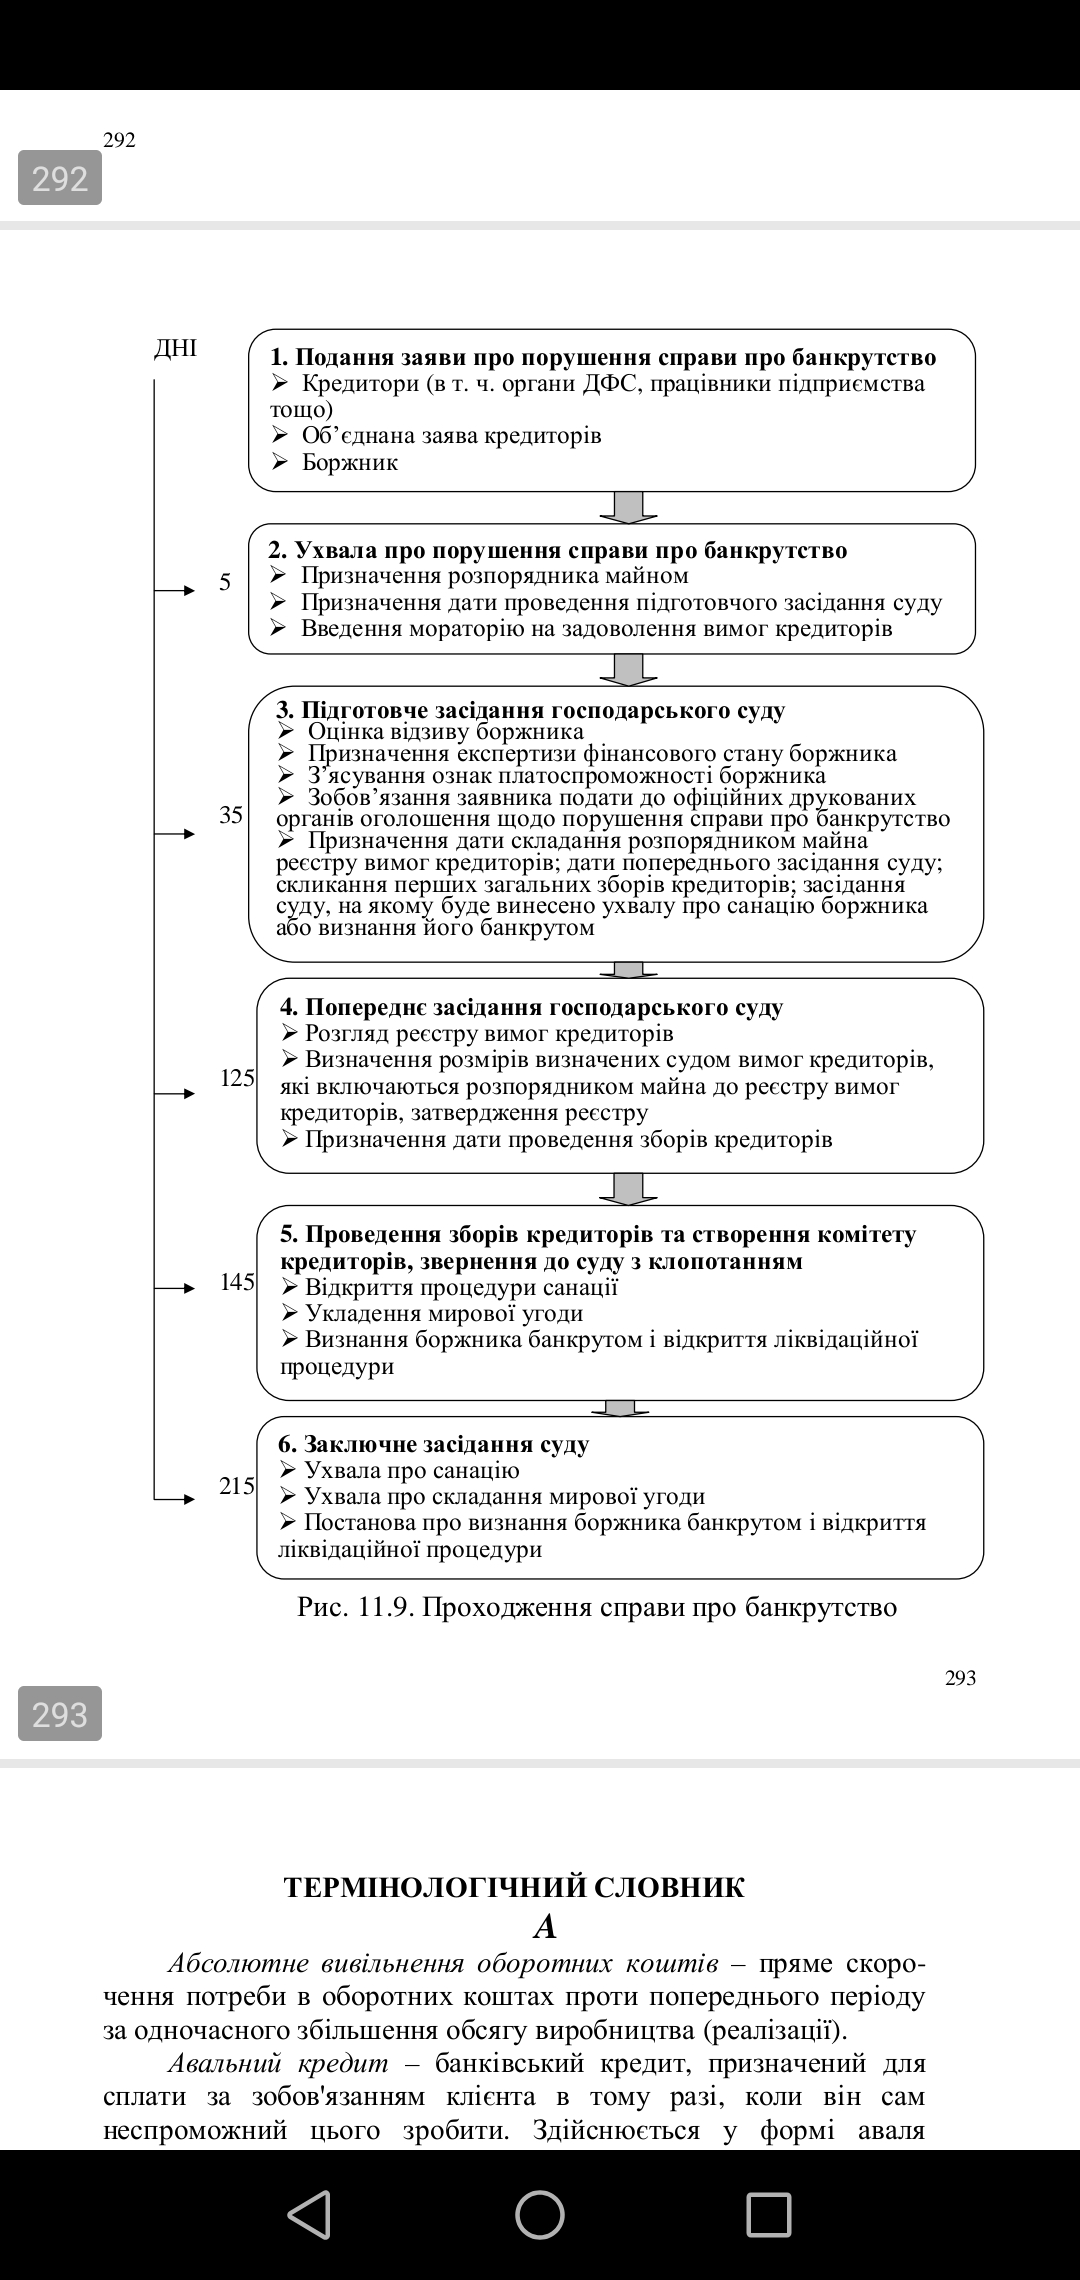 292
292
ДНІ
1. Подання заяви про порушення справи про банкрутство
➢ Кредитори (в т. ч. органи ДФС, працівники підприємства
тощо)
➢ Об’єднана заява кредиторів
➢ Боржник
5
2. Ухвала про порушення справи про банкрутство
➢ Призначення розпорядника майном
➢ Призначення дати проведення підготовчого засідання суду
➢ Введення мораторію на задоволення вимог кредиторів
35
3. Підготовче засідання господарського суду
➢ Оцінка відзиву боржника
➢ Призначення експертизи фінансового стану боржника
➢ З’ясування ознак платоспроможності боржника
➢ Зобов’язання заявника подати до офіційних друкованих
органів оголошення щодо порушення справи про банкрутство
➢ Призначення дати складання розпорядником майна
реєстру вимог кредиторів; дати попереднього засідання суду;
скликання перших загальних зборів кредиторів; засідання
суду, на якому буде винесено ухвалу про санацію боржника
або визнання його банкрутом
125
4. Попереднє засідання господарського суду
➢ Розгляд реєстру вимог кредиторів
➢ Визначення розмірів визначених судом вимог кредиторів,
які включаються розпорядником майна до реєстру вимог
кредиторів, затвердження реєстру
➢ Призначення дати проведення зборів кредиторів
145
5. Проведення зборів кредиторів та створення комітету
кредиторів, звернення до суду з клопотанням
➢ Відкриття процедури санації
➢ Укладення мирової угоди
➢ Визнання боржника банкрутом і відкриття ліквідаційної
процедури
215
6. Заключне засідання суду
➢ Ухвала про санацію
➢ Ухвала про складання мирової угоди
➢ Постанова про визнання боржника банкрутом і відкриття
ліквідаційної процедури
Рис. 11.9. Проходження справи про банкрутство
293
293
ТЕРМІНОЛОГІЧНИЙ СЛОВНИК
А
Абсолютне вивільнення оборотних коштів – пряме скоро-
чення потреби в оборотних коштах проти попереднього періоду
за одночасного збільшення обсягу виробництва (реалізації).
Авальний кредит – банківський кредит, призначений для
сплати за зобов'язанням клієнта в тому разі, коли він сам
неспроможний цього зробити. Здійснюється у формі аваля